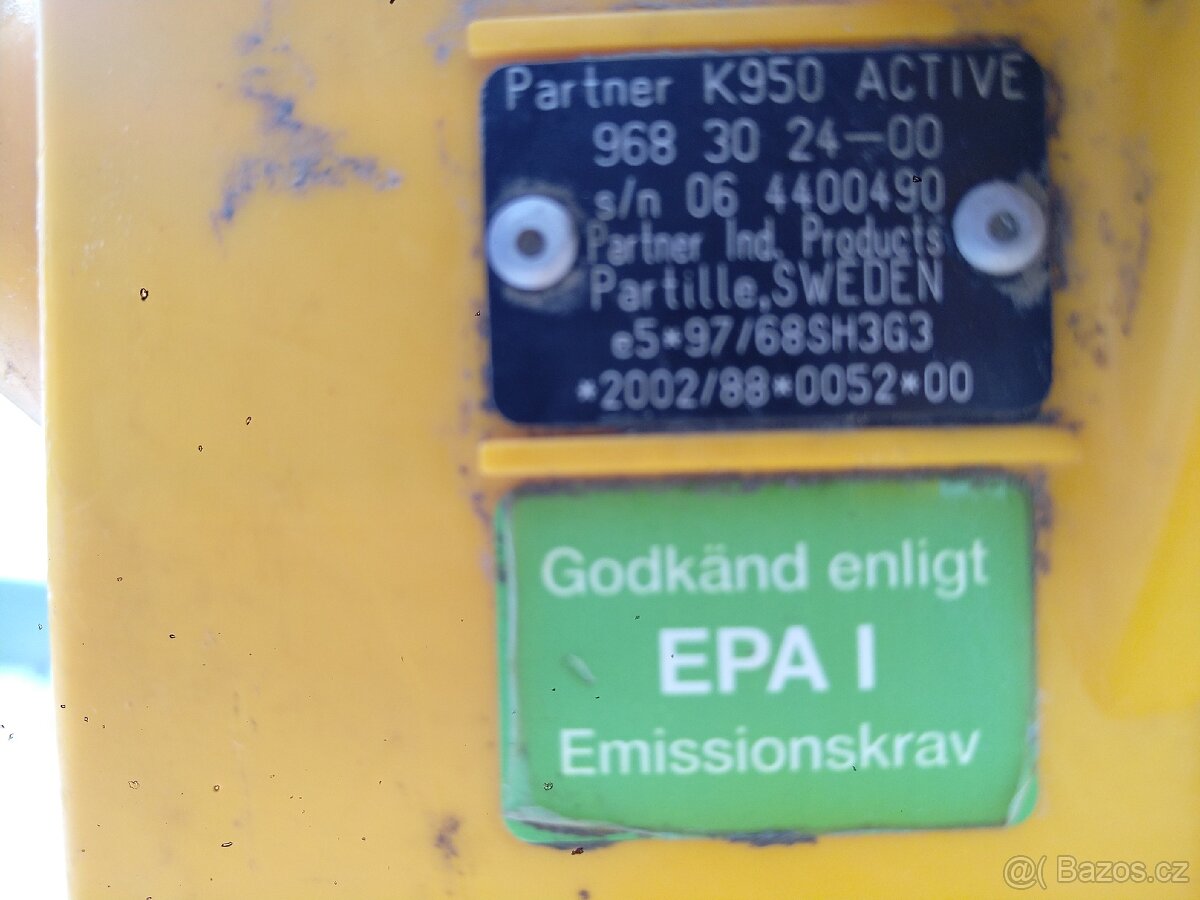 Partner K950 ACTIVE
968 30 24-00
s/n 06 4400490
Partner Ind. Products
Partille,SWEDEN
e5*97/68SH3G3
*2002/88*0052*00
Godkänd enligt
EPA I
Emissionskrav
@( Bazos.cz